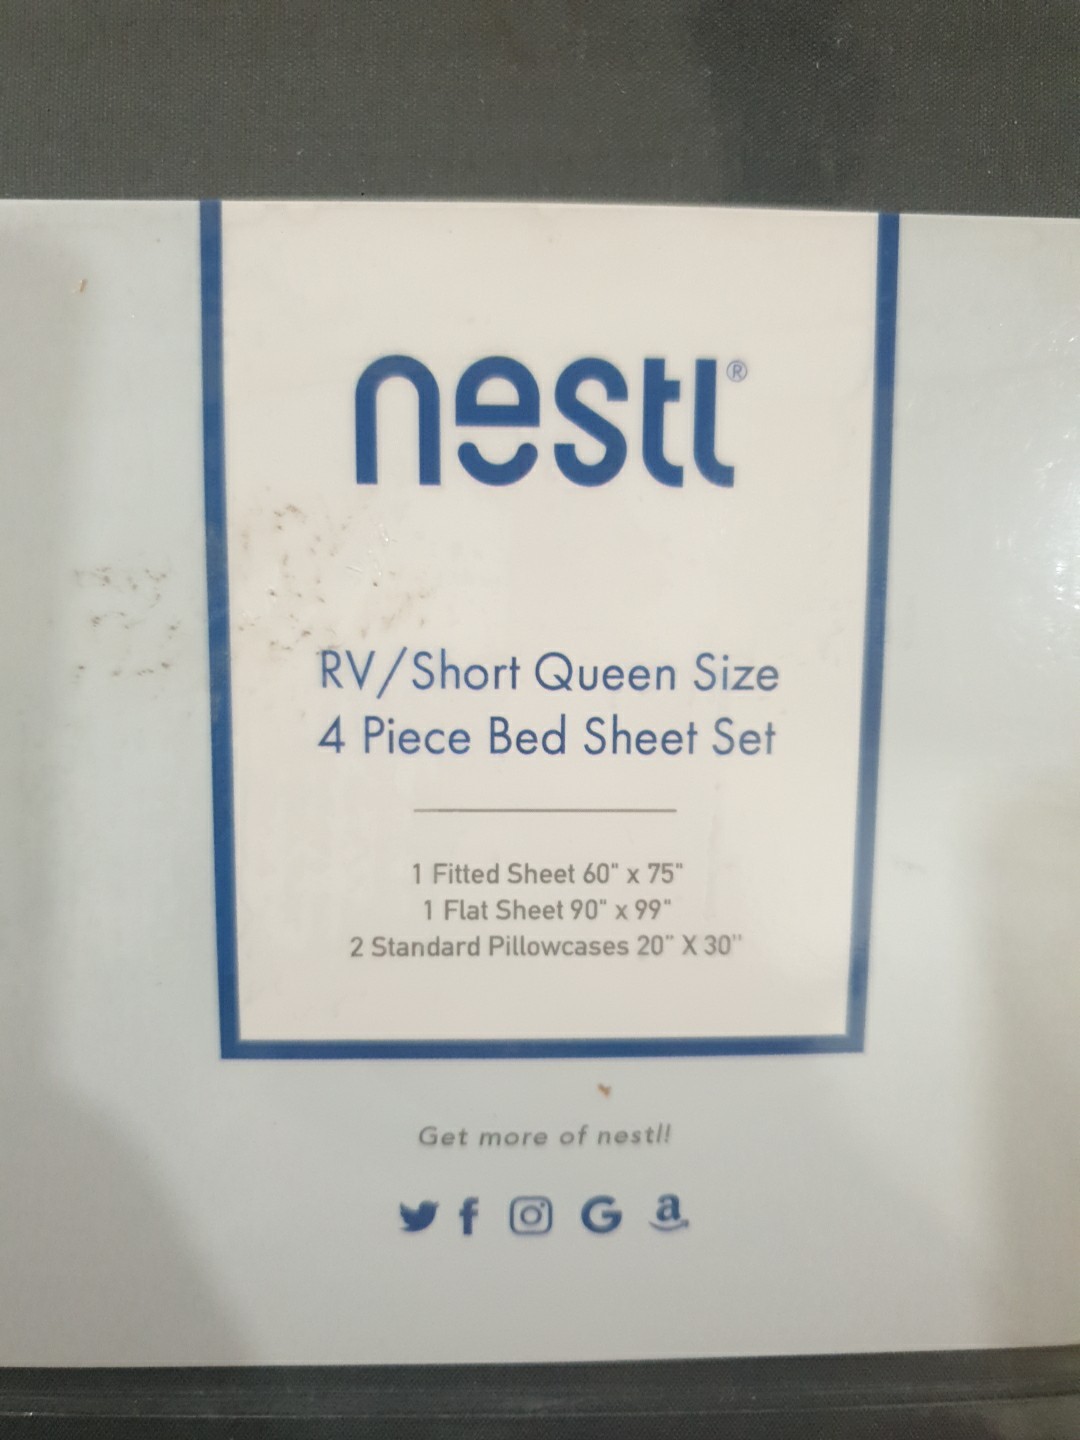 nestl®
RV/Short Queen Size
4 Piece Bed Sheet Set
1 Fitted Sheet 60" x 75"
1 Flat Sheet 90" x 99"
2 Standard Pillowcases 20" X 30"
Get more of nestl!